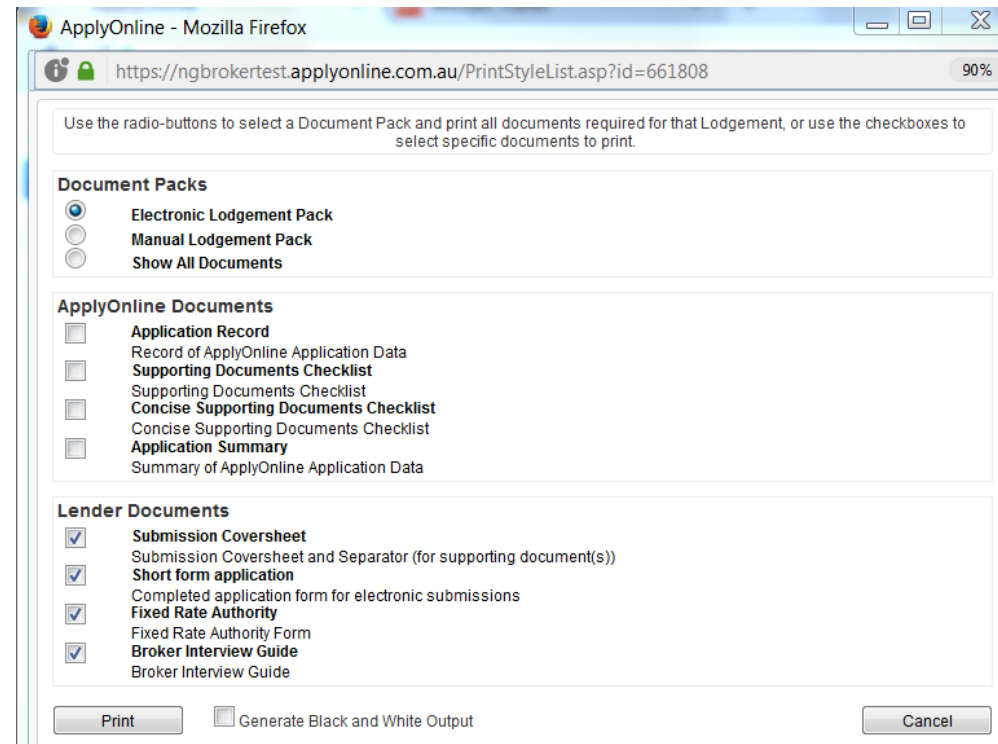 ApplyOnline - Mozilla Firefox
https://ngbrokertest.applyonline.com.au/PrintStyleList.asp?id=661808 90%
Use the radio-buttons to select a Document Pack and print all documents required for that Lodgement, or use the checkboxes to
select specific documents to print.
Document Packs
Electronic Lodgement Pack
Manual Lodgement Pack
Show All Documents
ApplyOnline Documents
Application Record
Record of ApplyOnline Application Data
Supporting Documents Checklist
Supporting Documents Checklist
Concise Supporting Documents Checklist
Concise Supporting Documents Checklist
Application Summary
Summary of ApplyOnline Application Data
Lender Documents
Submission Coversheet
Submission Coversheet and Separator (for supporting document(s))
Short form application
Completed application form for electronic submissions
Fixed Rate Authority
Fixed Rate Authority Form
Broker Interview Guide
Broker Interview Guide
Print Generate Black and White Output Cancel